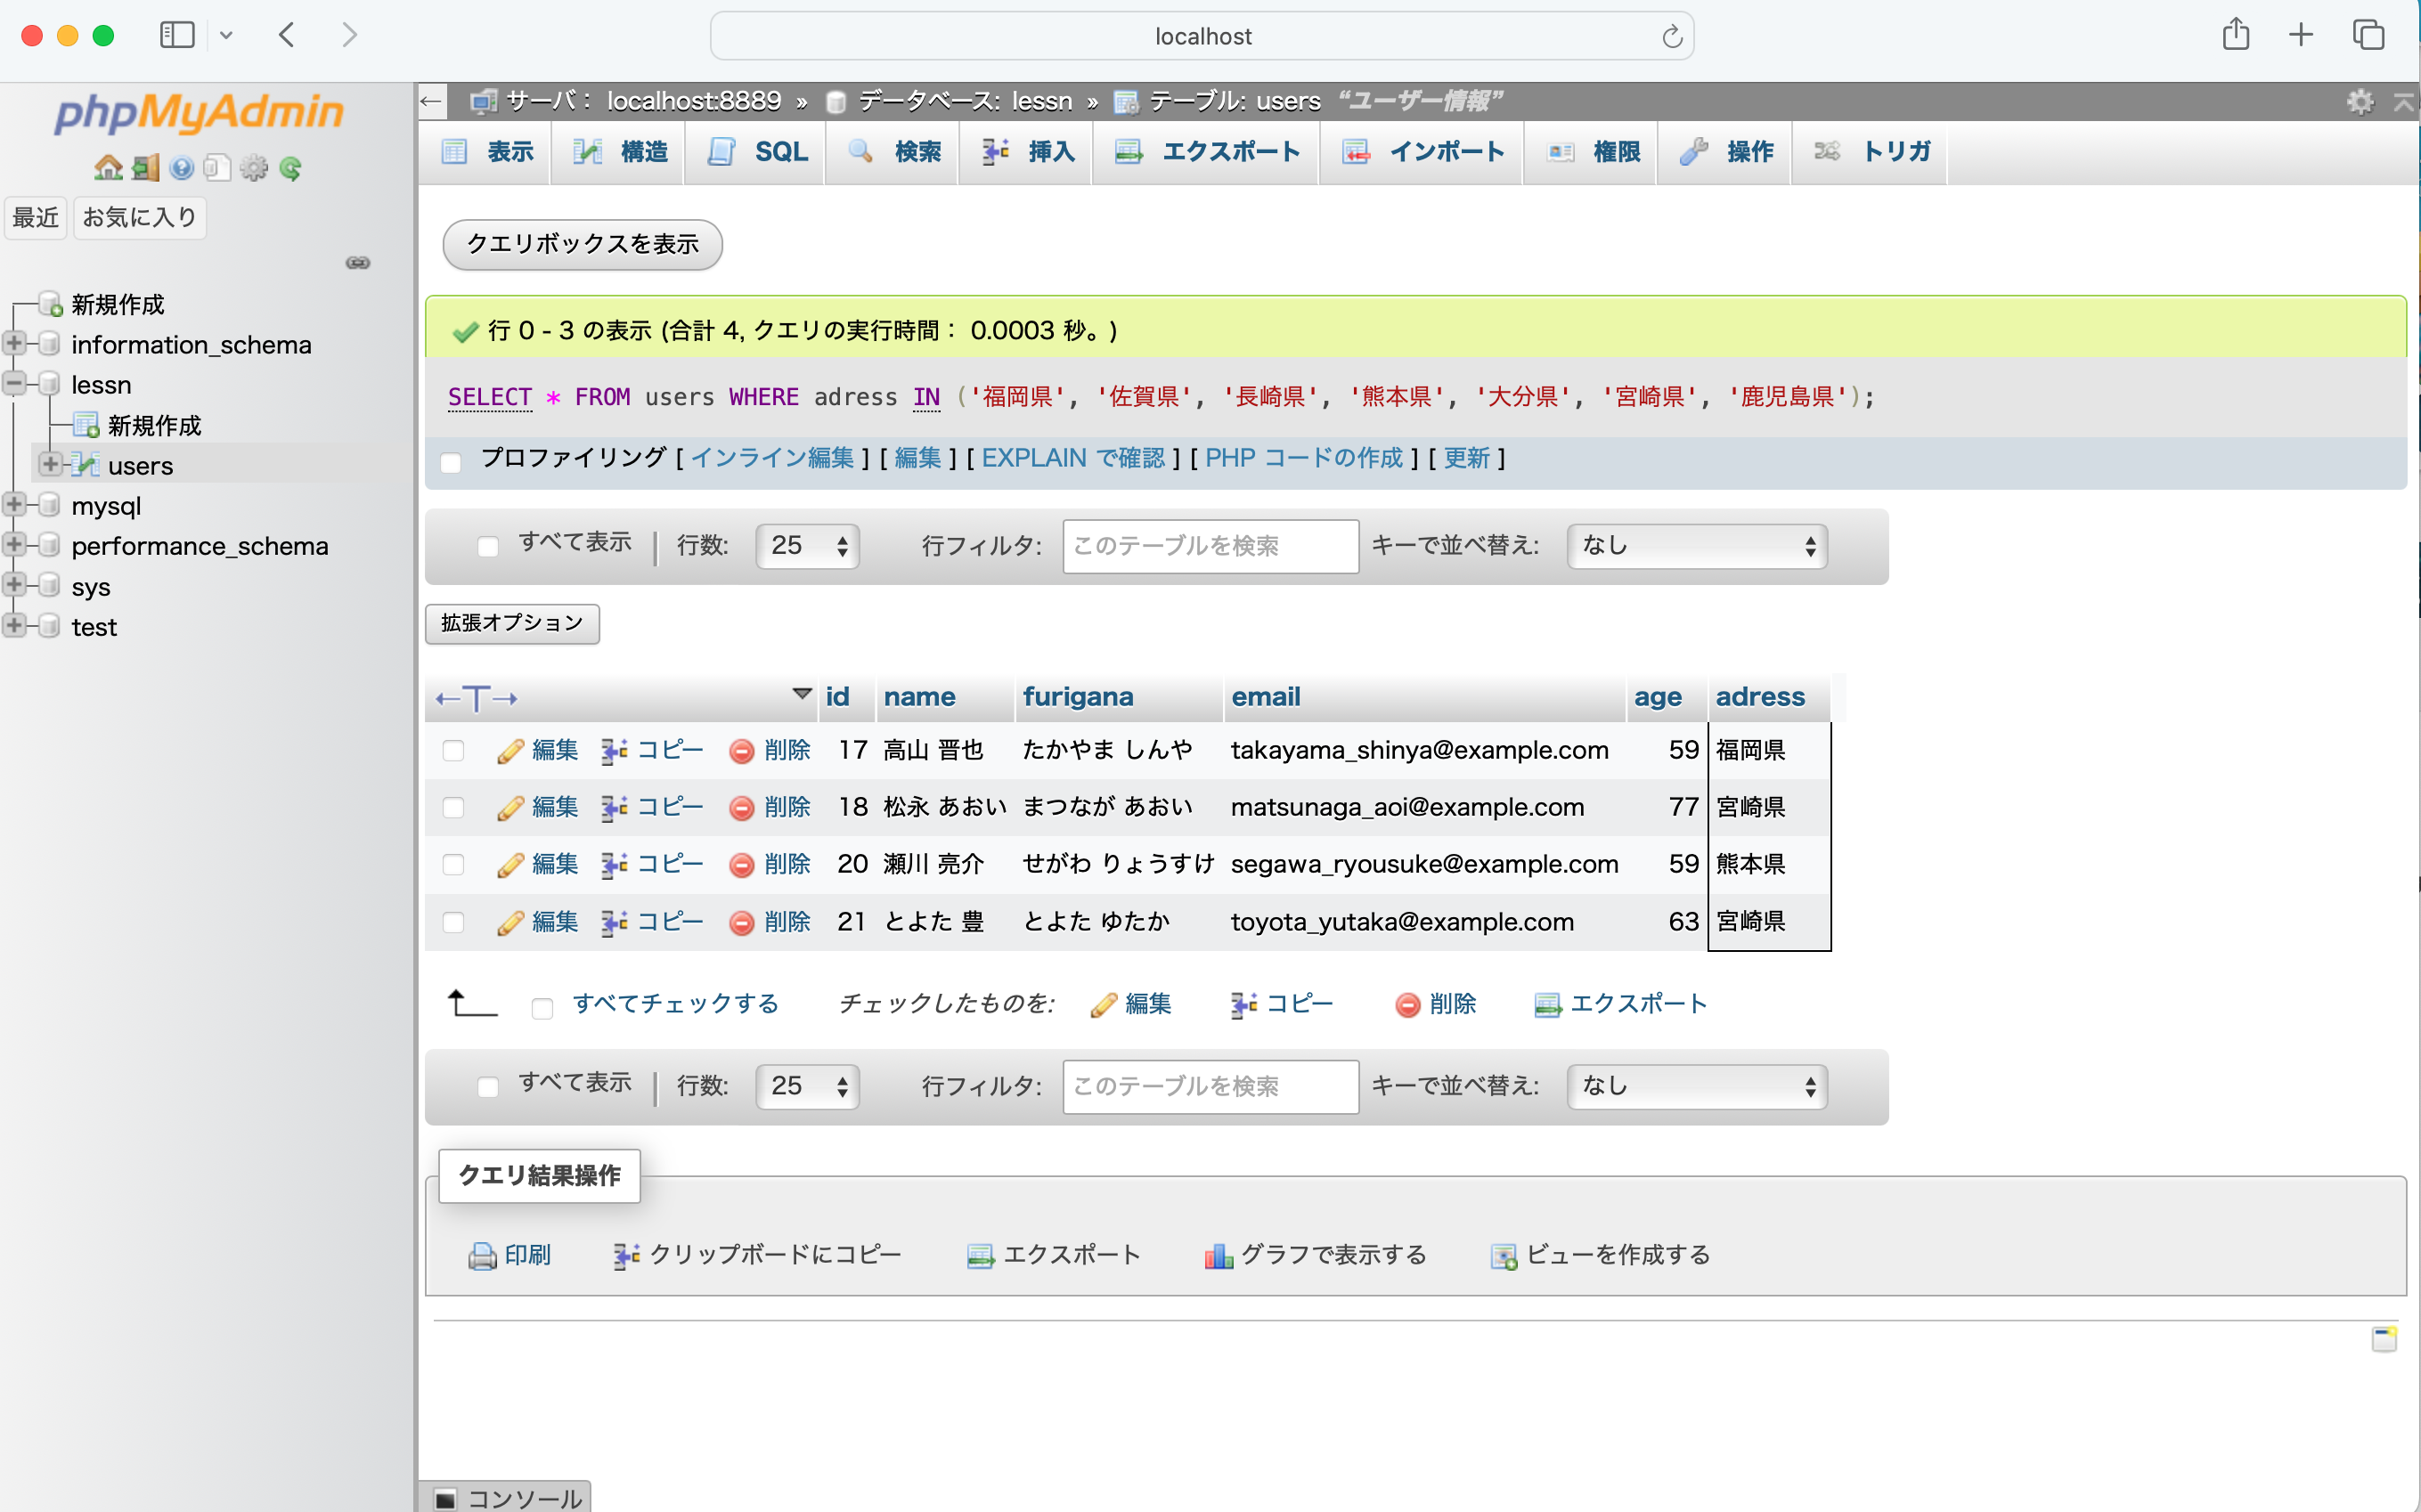 localhost
phpMyAdmin
最近 お気に入り
新規作成
information_schema
lessn
新規作成
users
mysql
performance_schema
sys
test
サーバ： localhost:8889 » データベース: lessn » テーブル: users “ユーザー情報”
表示 構造 SQL 検索 挿入 エクスポート インポート 権限 操作 トリガ
クエリボックスを表示
行 0 - 3 の表示 (合計 4, クエリの実行時間： 0.0003 秒。)
SELECT * FROM users WHERE adress IN ('福岡県', '佐賀県', '長崎県', '熊本県', '大分県', '宮崎県', '鹿児島県');
プロファイリング [ インライン編集 ] [ 編集 ] [ EXPLAIN で確認 ] [ PHP コードの作成 ] [ 更新 ]
すべて表示 | 行数: 25 行フィルタ: このテーブルを検索 キーで並べ替え: なし
拡張オプション
←T→ id name furigana email age adress
編集 コピー 削除 17 高山 晋也 たかやま しんや takayama_shinya@example.com 59 福岡県
編集 コピー 削除 18 松永 あおい まつなが あおい matsunaga_aoi@example.com 77 宮崎県
編集 コピー 削除 20 瀬川 亮介 せがわ りょうすけ segawa_ryousuke@example.com 59 熊本県
編集 コピー 削除 21 とよた 豊 とよた ゆたか toyota_yutaka@example.com 63 宮崎県
すべてチェックする チェックしたものを: 編集 コピー 削除 エクスポート
すべて表示 | 行数: 25 行フィルタ: このテーブルを検索 キーで並べ替え: なし
クエリ結果操作
印刷 クリップボードにコピー エクスポート グラフで表示する ビューを作成する
コンソール